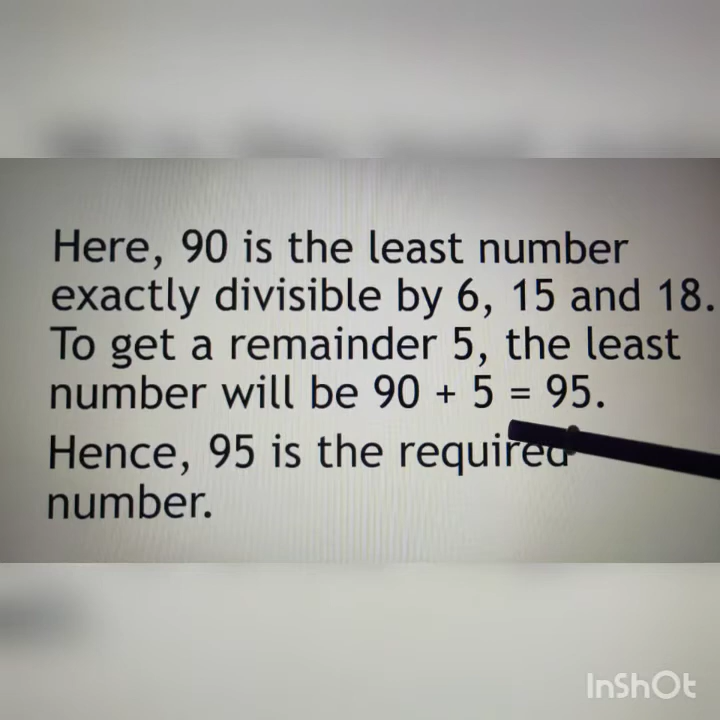 Here, 90 is the least number
exactly divisible by 6, 15 and 18.
To get a remainder 5, the least
number will be 90 + 5 = 95.
Hence, 95 is the required
number.
InShOt